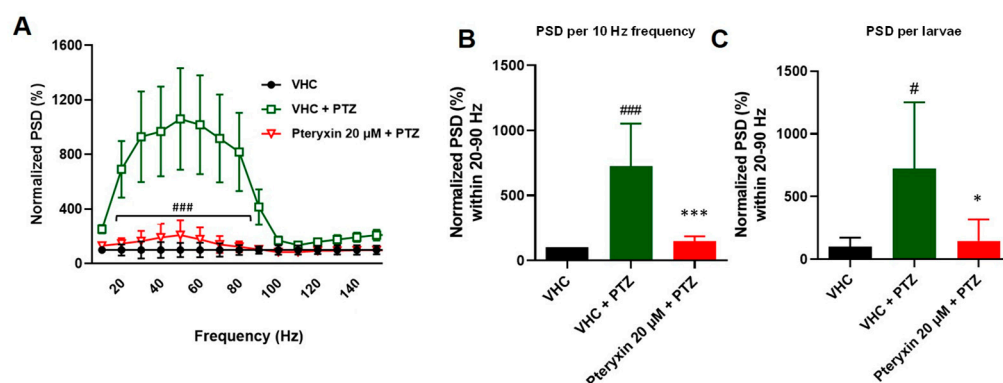 A
Normalized PSD (%)
1600
1200
800
400
0
VHC
VHC + PTZ
Pteryxin 20 µM + PTZ
###
20
40
60
80
100
120
140
Frequency (Hz)
B
PSD per 10 Hz frequency
Normalized PSD (%)
within 20-90 Hz
1500
1000
500
0
###
***
VHC
VHC + PTZ
Pteryxin 20 µM + PTZ
C
PSD per larvae
Normalized PSD (%)
within 20-90 Hz
1500
1000
500
0
#
*
VHC
VHC + PTZ
Pteryxin 20 µM + PTZ